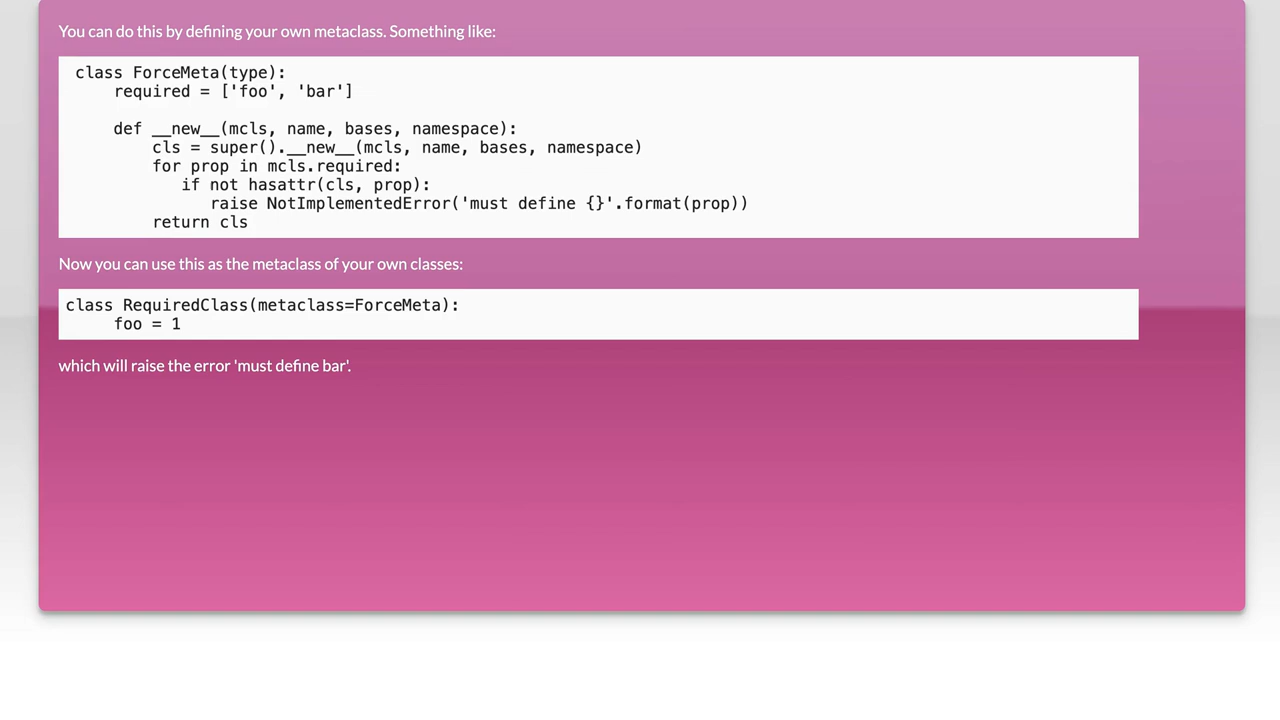 You can do this by defining your own metaclass. Something like:
class ForceMeta(type):
    required = ['foo', 'bar']

    def __new__(mcls, name, bases, namespace):
        cls = super().__new__(mcls, name, bases, namespace)
        for prop in mcls.required:
           if not hasattr(cls, prop):
              raise NotImplementedError('must define {}'.format(prop))
        return cls
Now you can use this as the metaclass of your own classes:
class RequiredClass(metaclass=ForceMeta):
     foo = 1
which will raise the error 'must define bar'.